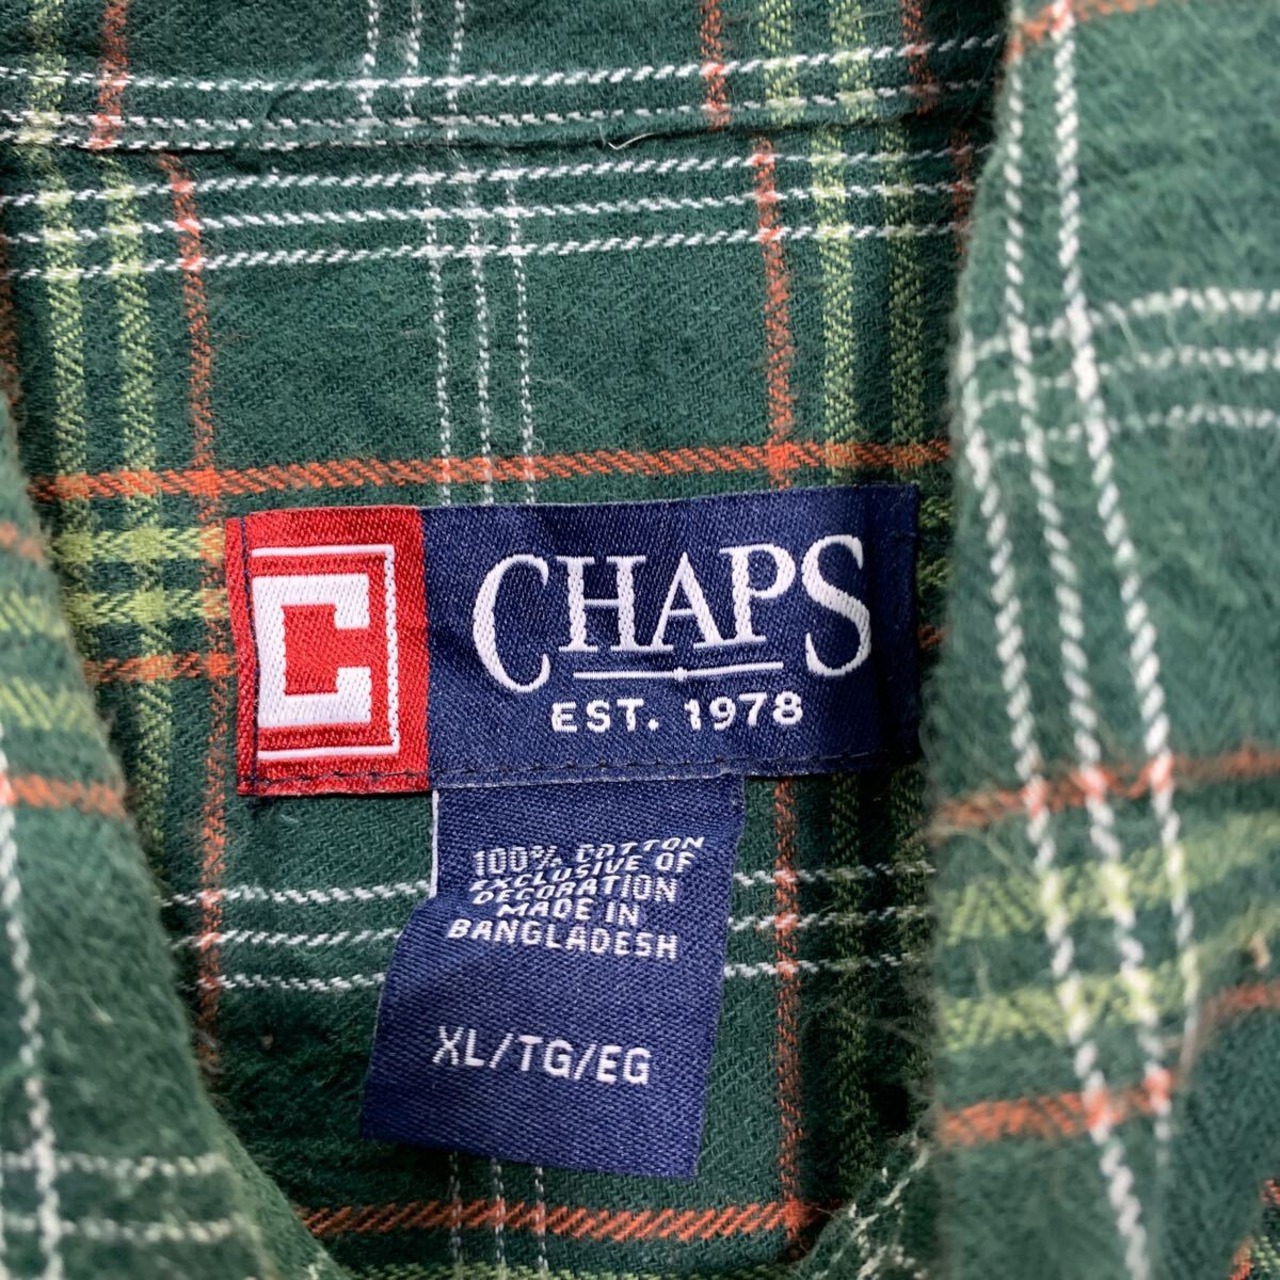 C
CHAPS
EST. 1978
100% COTTON
EXCLUSIVE OF
DECORATION
MADE IN
BANGLADESH
XL/TG/EG